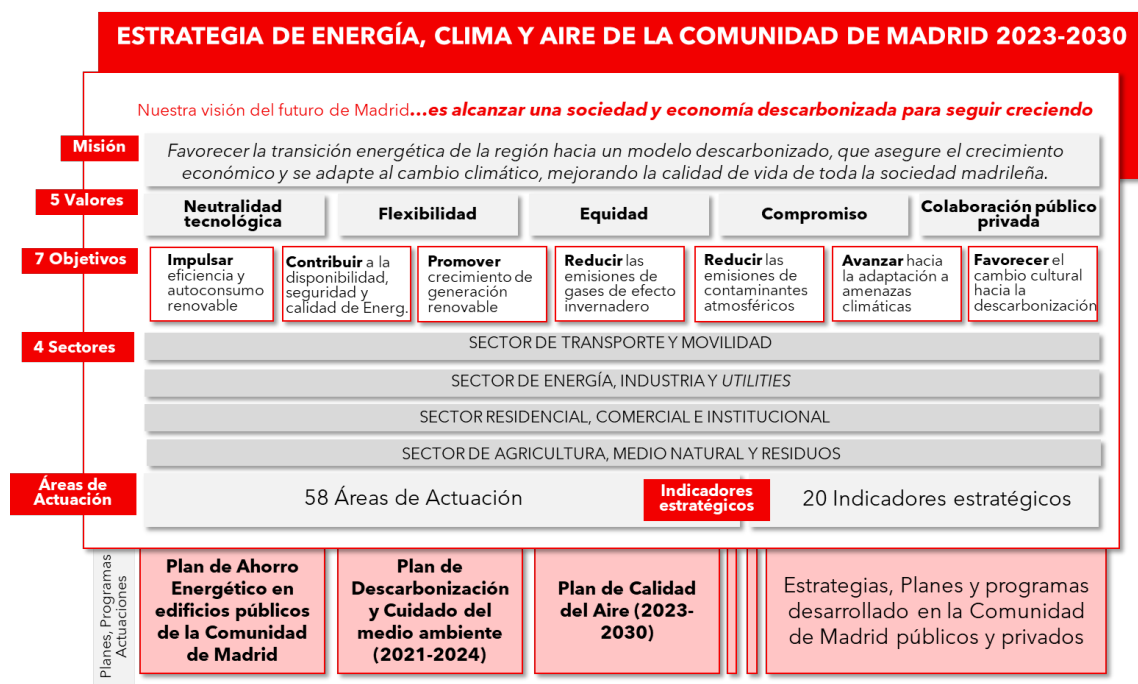 ESTRATEGIA DE ENERGÍA, CLIMA Y AIRE DE LA COMUNIDAD DE MADRID 2023-2030
Nuestra visión del futuro de Madrid...es alcanzar una sociedad y economía descarbonizada para seguir creciendo
Misión
Favorecer la transición energética de la región hacia un modelo descarbonizado, que asegure el crecimiento
económico y se adapte al cambio climático, mejorando la calidad de vida de toda la sociedad madrileña.
5 Valores
Neutralidad
tecnológica
Flexibilidad
Equidad
Compromiso
Colaboración público
privada
7 Objetivos
Impulsar
eficiencia y
autoconsumo
renovable
Contribuir a la
disponibilidad,
seguridad y
calidad de Energ.
Promover
crecimiento de
generación
renovable
Reducir las
emisiones de
gases de efecto
invernadero
Reducir las
emisiones de
contaminantes
atmosféricos
Avanzar hacia
la adaptación a
amenazas
climáticas
Favorecer el
cambio cultural
hacia la
descarbonización
4 Sectores
SECTOR DE TRANSPORTE Y MOVILIDAD
SECTOR DE ENERGÍA, INDUSTRIA Y UTILITIES
SECTOR RESIDENCIAL, COMERCIAL E INSTITUCIONAL
SECTOR DE AGRICULTURA, MEDIO NATURAL Y RESIDUOS
Áreas de
Actuación
58 Áreas de Actuación
Indicadores
estratégicos
20 Indicadores estratégicos
Planes, Programas
Actuaciones
Plan de Ahorro
Energético en
edificios públicos
de la Comunidad
de Madrid
Plan de
Descarbonización
y Cuidado del
medio ambiente
(2021-2024)
Plan de Calidad
del Aire (2023-
2030)
Estrategias, Planes y programas
desarrollado en la Comunidad
de Madrid públicos y privados